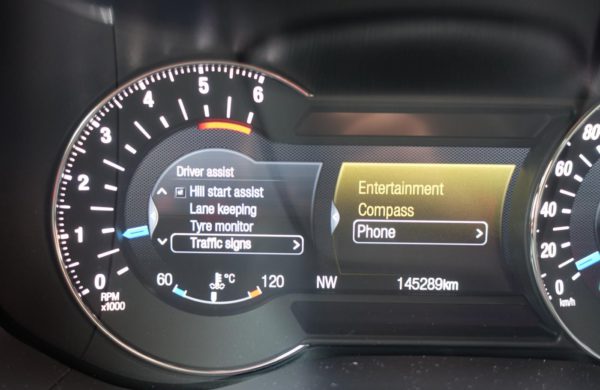 6
5
4
3
2
1
0
RPM
x1000
Driver assist
Hill start assist
Lane keeping
Tyre monitor
Traffic signs
60 °C 120
NW
Entertainment
Compass
Phone
145289km
80
60
40
20
0
km/h